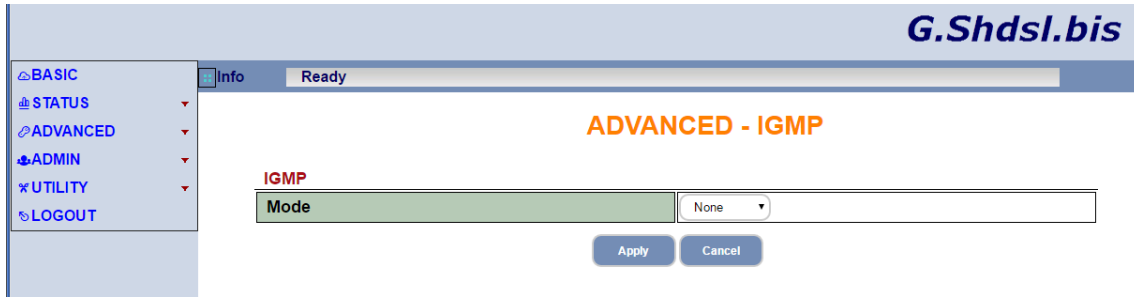 G.Shdsl.bis
BASIC
STATUS
ADVANCED
ADMIN
UTILITY
LOGOUT
Info Ready
ADVANCED - IGMP
IGMP
Mode None
Apply Cancel